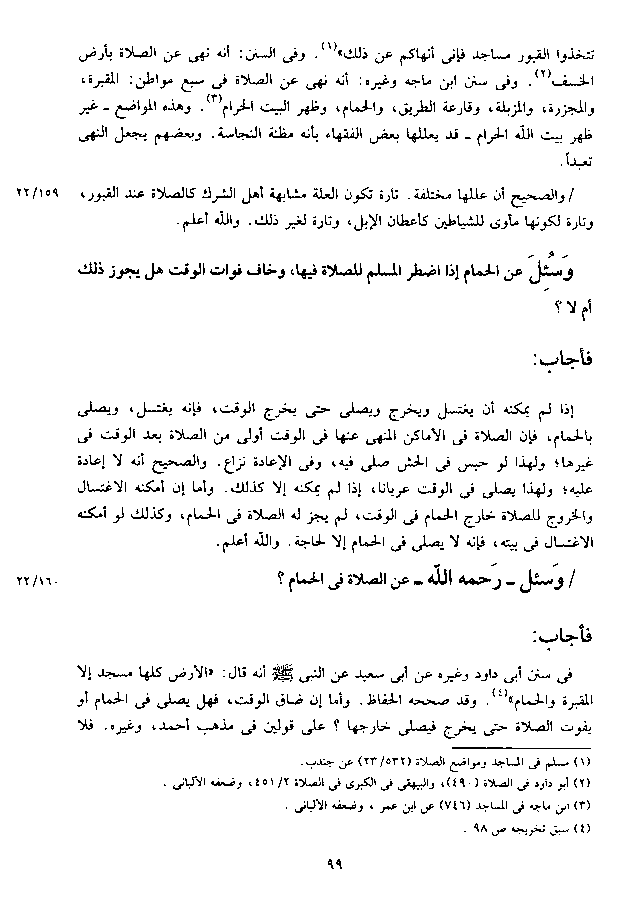 تتخذوا القبور مساجد فإنى أنهاكم عن ذلك»(١). وفى السنن: أنه نهى عن الصلاة بأرض
الخسف(٢). وفى سنن ابن ماجه وغيره: أنه نهى عن الصلاة فى سبع مواطن: المقبرة،
والمجزرة، والمزبلة، وقارعة الطريق، والحمام، وظهر البيت الحرام(٣). وهذه المواضع ـ غير
ظهر بيت الله الحرام ـ قد يعللها بعض الفقهاء بأنه مظنة النجاسة. وبعضهم يجعل النهى
تعبداً.
/ والصحيح أن عللها مختلفة. تارة تكون العلة مشابهة أهل الشرك كالصلاة عند القبور، ٢٢/١٥٩
وتارة لكونها مأوى للشياطين كأعطان الإبل، وتارة لغير ذلك. والله أعلم.
وَسُئِلَ عن الحمام إذا اضطر المسلم للصلاة فيها، وخاف فوات الوقت هل يجوز ذلك
أم لا؟
فأجاب:
إذا لم يمكنه أن يغتسل ويخرج ويصلى حتى يخرج الوقت، فإنه يغتسل، ويصلى
بالحمام، فإن الصلاة فى الأماكن المنهى عنها فى الوقت أولى من الصلاة بعد الوقت فى
غيرها؛ ولهذا لو حبس فى الحش صلى فيه، وفى الإعادة نزاع. والصحيح أنه لا إعادة
عليه؛ ولهذا يصلى فى الوقت عريانا، إذا لم يمكنه إلا كذلك. وأما إن أمكنه الاغتسال
والخروج للصلاة خارج الحمام فى الوقت، لم يجز له الصلاة فى الحمام، وكذلك لو أمكنه
الاغتسال فى بيته، فإنه لا يصلى فى الحمام إلا لحاجة. والله أعلم.
/ وَسئل ـ رَحمه الله ـ عن الصلاة فى الحمام؟ ٢٢/١٦٠
فأجاب:
فى سنن أبى داود وغيره عن أبى سعيد عن النبى ﷺ أنه قال: «الأرض كلها مسجد إلا
المقبرة والحمام»(٤). وقد صححه الحفاظ. وأما إن ضاق الوقت، فهل يصلى فى الحمام أو
يفوت الصلاة حتى يخرج فيصلى خارجها؟ على قولين فى مذهب أحمد، وغيره. فلا
(١) مسلم فى المساجد ومواضع الصلاة (٢٣/٥٣٢) عن جندب.
(٢) أبو داود فى الصلاة (٤٩٠)، والبيهقى فى الكبرى فى الصلاة ٢/٤٥١، وضعفه الألبانى.
(٣) ابن ماجه فى المساجد (٧٤٦) عن ابن عمر، وضعفه الألبانى.
(٤) سبق تخريجه ص ٩٨.
٩٩